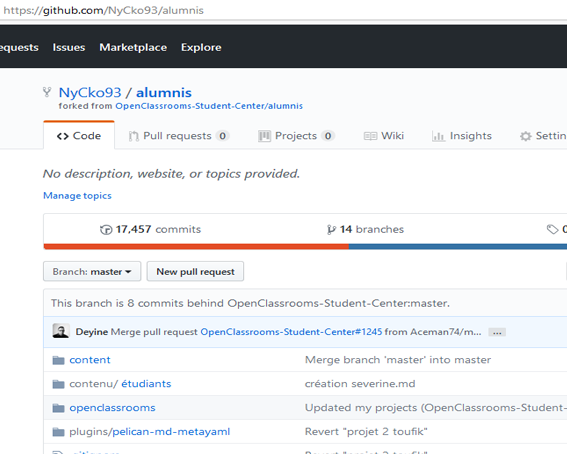 https://github.com/NyCko93/alumnis
equests Issues Marketplace Explore
NyCko93 / alumnis
forked from OpenClassrooms-Student-Center/alumnis
<> Code Pull requests 0 Projects 0 Wiki Insights Settin
No description, website, or topics provided.
Manage topics
17,457 commits 14 branches 0
Branch: master New pull request
This branch is 8 commits behind OpenClassrooms-Student-Center:master.
Deyine Merge pull request OpenClassrooms-Student-Center#1245 from Aceman74/m... ...
content Merge branch 'master' into master
contenu/ étudiants création severine.md
openclassrooms Updated my projects (OpenClassrooms-Student-
plugins/pelican-md-metayaml Revert "projet 2 toufik"